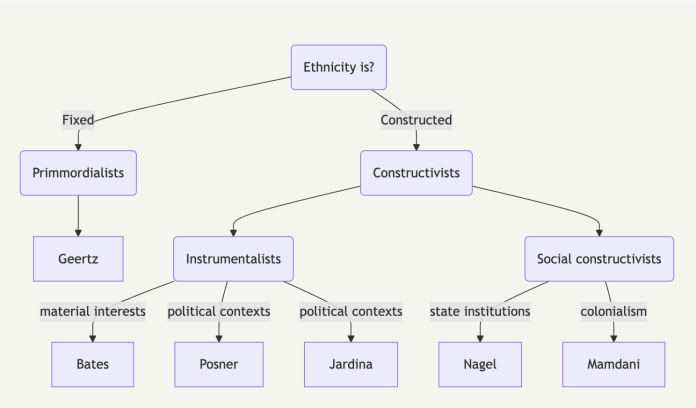 Ethnicity is?
Fixed
Constructed
Primmordialists
Constructivists
Geertz
Instrumentalists
Social constructivists
material interests
political contexts
political contexts
state institutions
colonialism
Bates
Posner
Jardina
Nagel
Mamdani